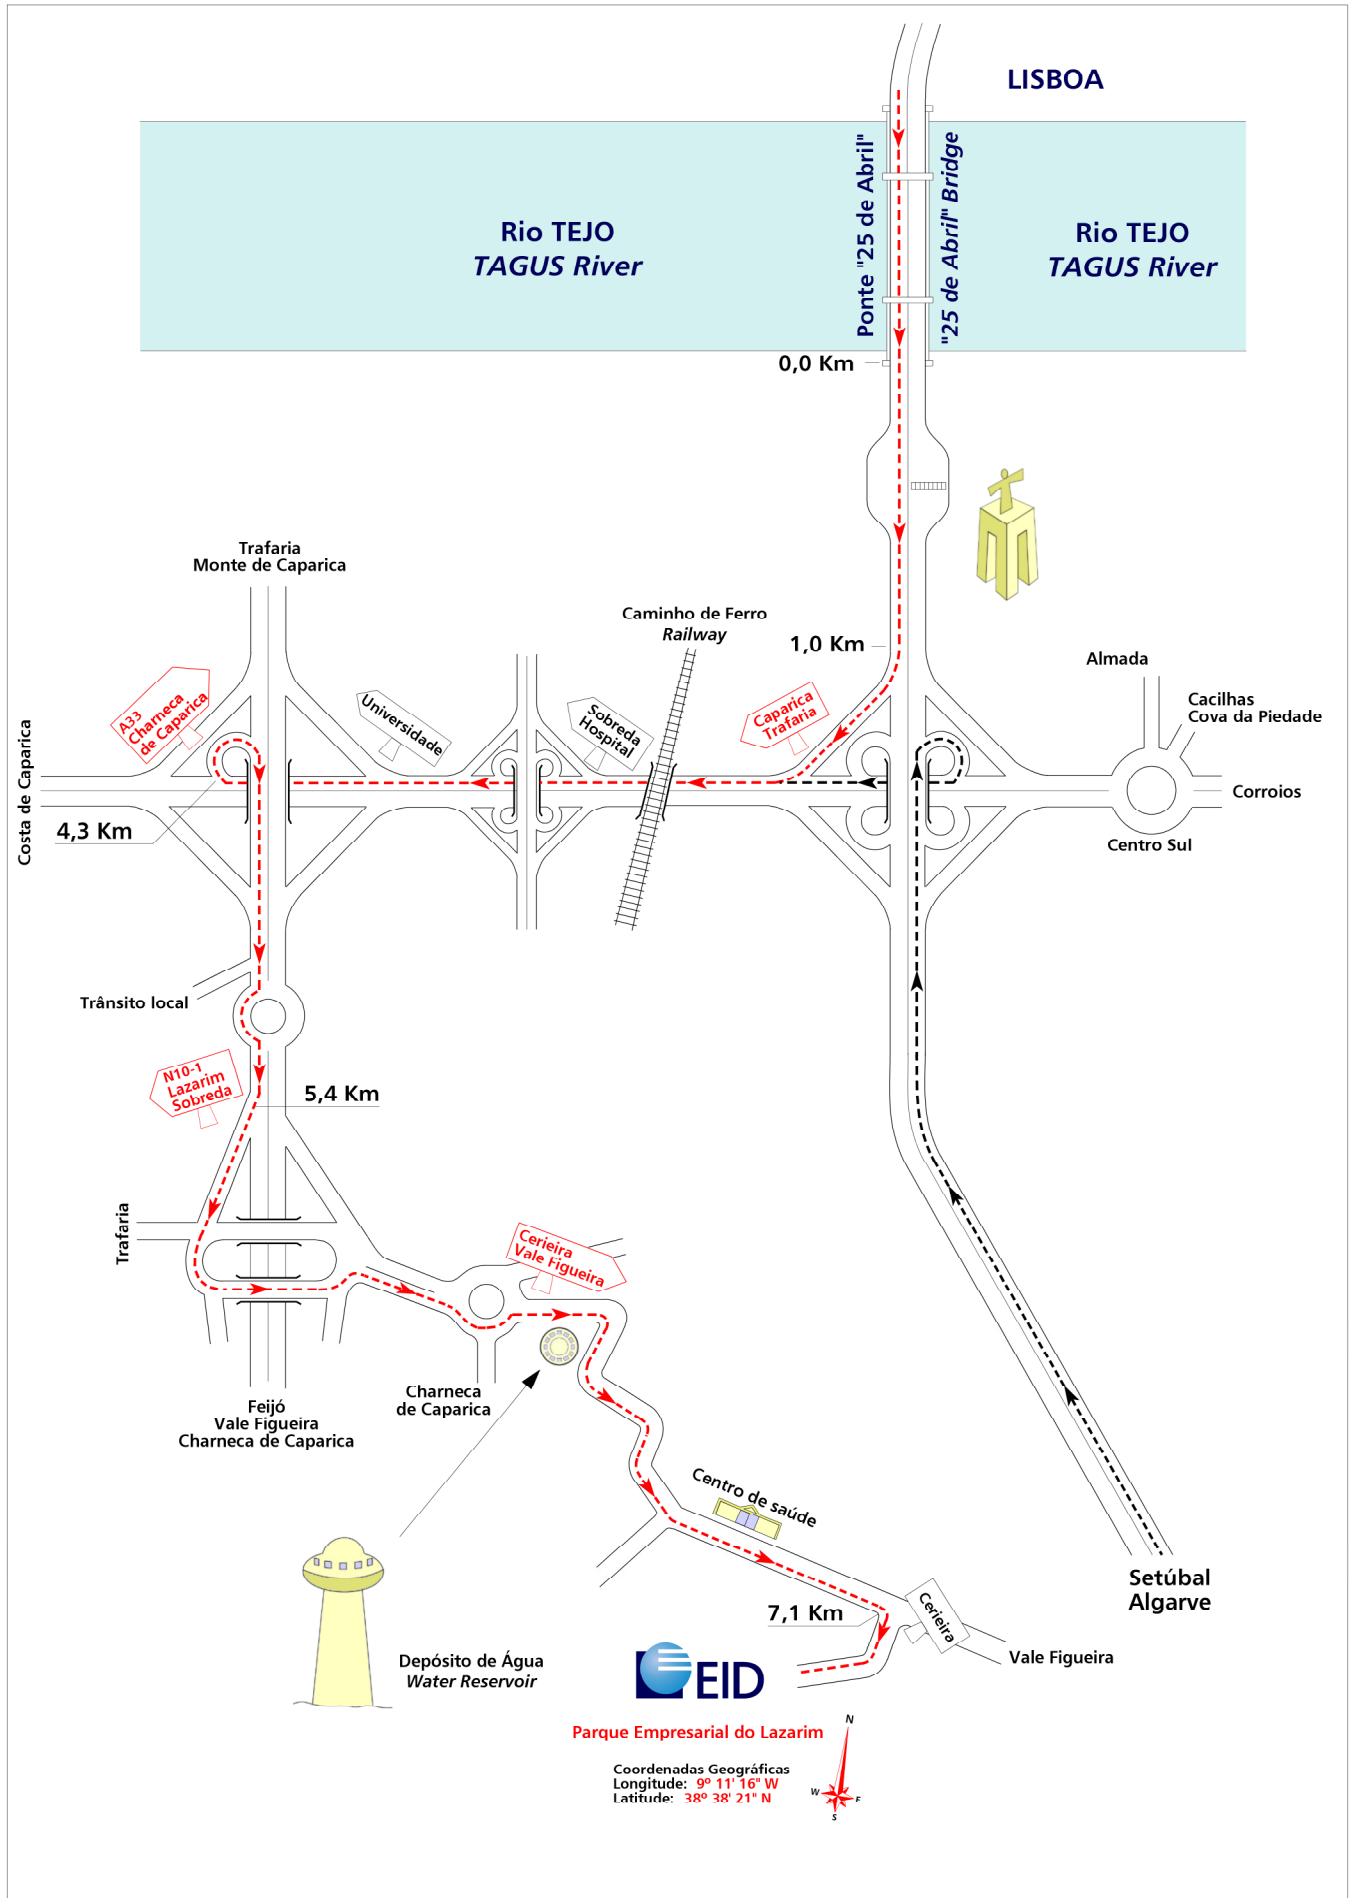 LISBOA
Ponte "25 de Abril"
"25 de Abril" Bridge
Rio TEJO
TAGUS River
Rio TEJO
TAGUS River
0,0 Km
Trafaria
Monte de Caparica
Caminho de Ferro
Railway
1,0 Km
Almada
Cacilhas
Cova da Piedade
A33
Charneca
de Caparica
Universidade
Sobreda
Hospital
Caparica
Trafaria
Costa de Caparica
4,3 Km
Corroios
Centro Sul
Trânsito local
N10-1
Lazarim
Sobreda
5,4 Km
Trafaria
Cerieira
Vale Figueira
Charneca
de Caparica
Feijó
Vale Figueira
Charneca de Caparica
Centro de saúde
Setúbal
Algarve
7,1 Km
Cerieira
Vale Figueira
Depósito de Água
Water Reservoir
EID
Parque Empresarial do Lazarim
Coordenadas Geográficas
Longitude: 9º 11' 16" W
Latitude: 38º 38' 21" N
N
W
E
S